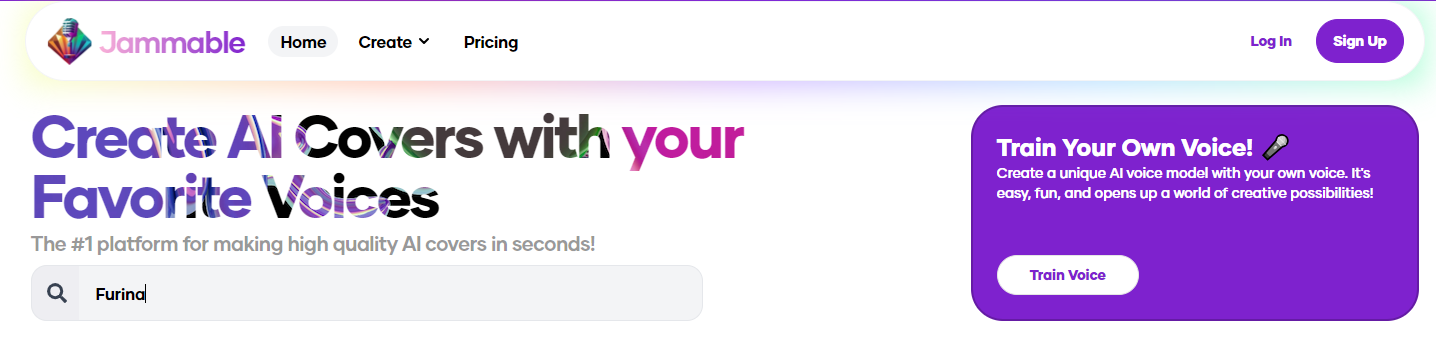 Jammable Home Create Pricing Log In Sign Up
Create AI Covers with your
Favorite Voices
The #1 platform for making high quality AI covers in seconds!
Furina
Train Your Own Voice!
Create a unique AI voice model with your own voice. It's
easy, fun, and opens up a world of creative possibilities!
Train Voice